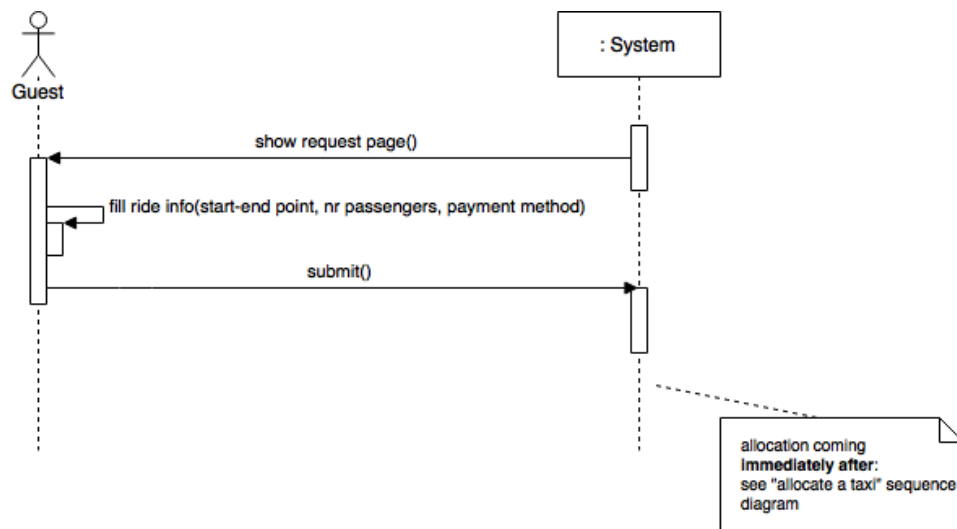 : System
Guest
show request page()
fill ride info(start-end point, nr passengers, payment method)
submit()
allocation coming
immediately after:
see "allocate a taxi" sequence
diagram